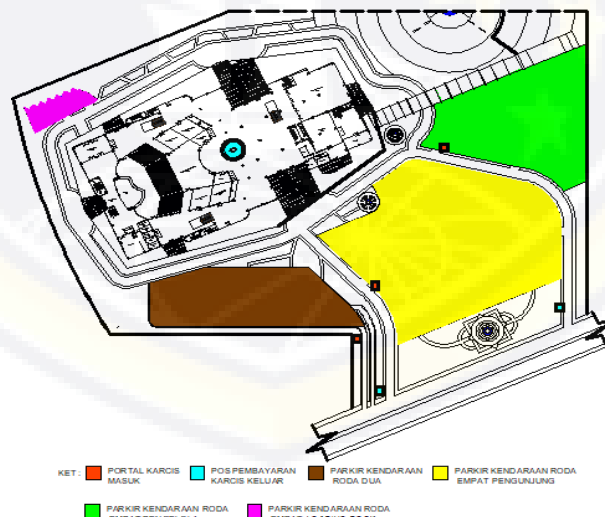 KET : PORTAL KARCIS MASUK
POS PEMBAYARAN KARCIS KELUAR
PARKIR KENDARAAN RODA DUA
PARKIR KENDARAAN RODA EMPAT PENGUNJUNG
PARKIR KENDARAAN RODA
PARKIR KENDARAAN RODA